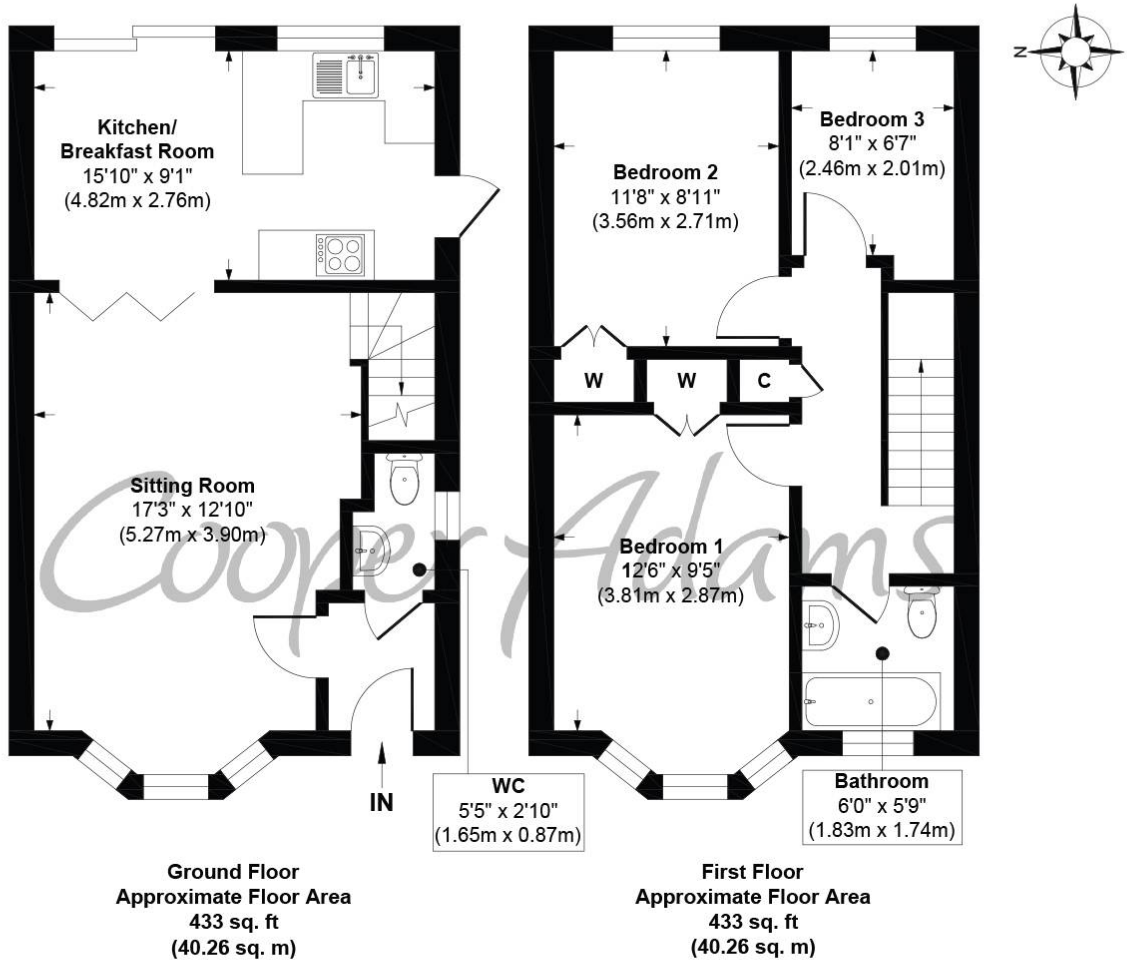 N
Kitchen/
Breakfast Room
15'10" x 9'1"
(4.82m x 2.76m)
Sitting Room
17'3" x 12'10"
(5.27m x 3.90m)
IN
WC
5'5" x 2'10"
(1.65m x 0.87m)
Ground Floor
Approximate Floor Area
433 sq. ft
(40.26 sq. m)
Bedroom 2
11'8" x 8'11"
(3.56m x 2.71m)
Bedroom 3
8'1" x 6'7"
(2.46m x 2.01m)
W
W
C
Bedroom 1
12'6" x 9'5"
(3.81m x 2.87m)
Bathroom
6'0" x 5'9"
(1.83m x 1.74m)
First Floor
Approximate Floor Area
433 sq. ft
(40.26 sq. m)
Cooper Adams